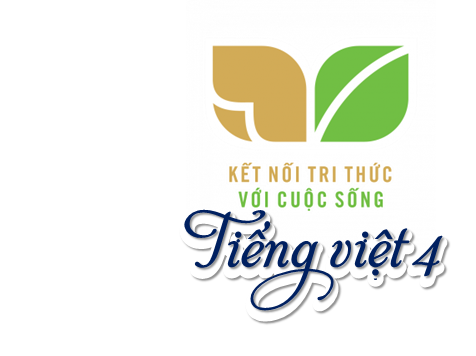 KẾT NỐI TRI THỨC
VỚI CUỘC SỐNG
Tiếng việt 4